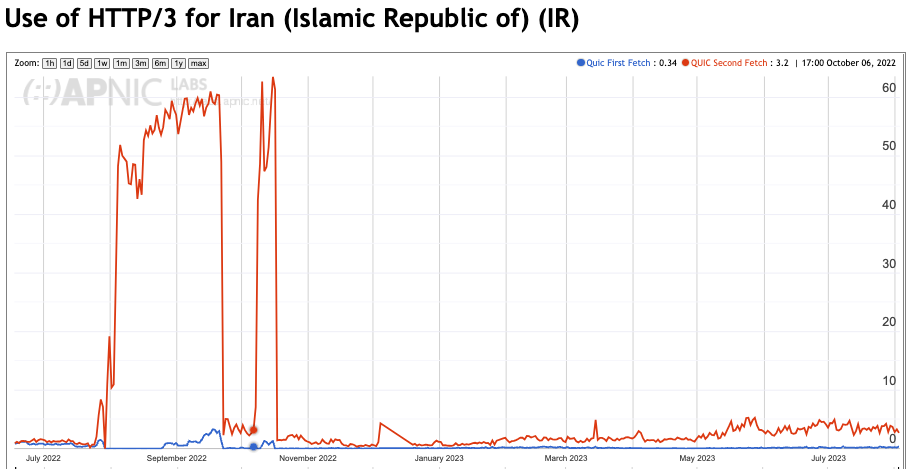 Use of HTTP/3 for Iran (Islamic Republic of) (IR)
Zoom: 1h 1d 5d 1w 1m 3m 6m 1y max
Quic First Fetch : 0.34 QUIC Second Fetch : 3.2 | 17:00 October 06, 2022
(::) APNIC LABS
apnic.net
60
50
40
30
20
10
0
July 2022 September 2022 November 2022 January 2023 March 2023 May 2023 July 2023